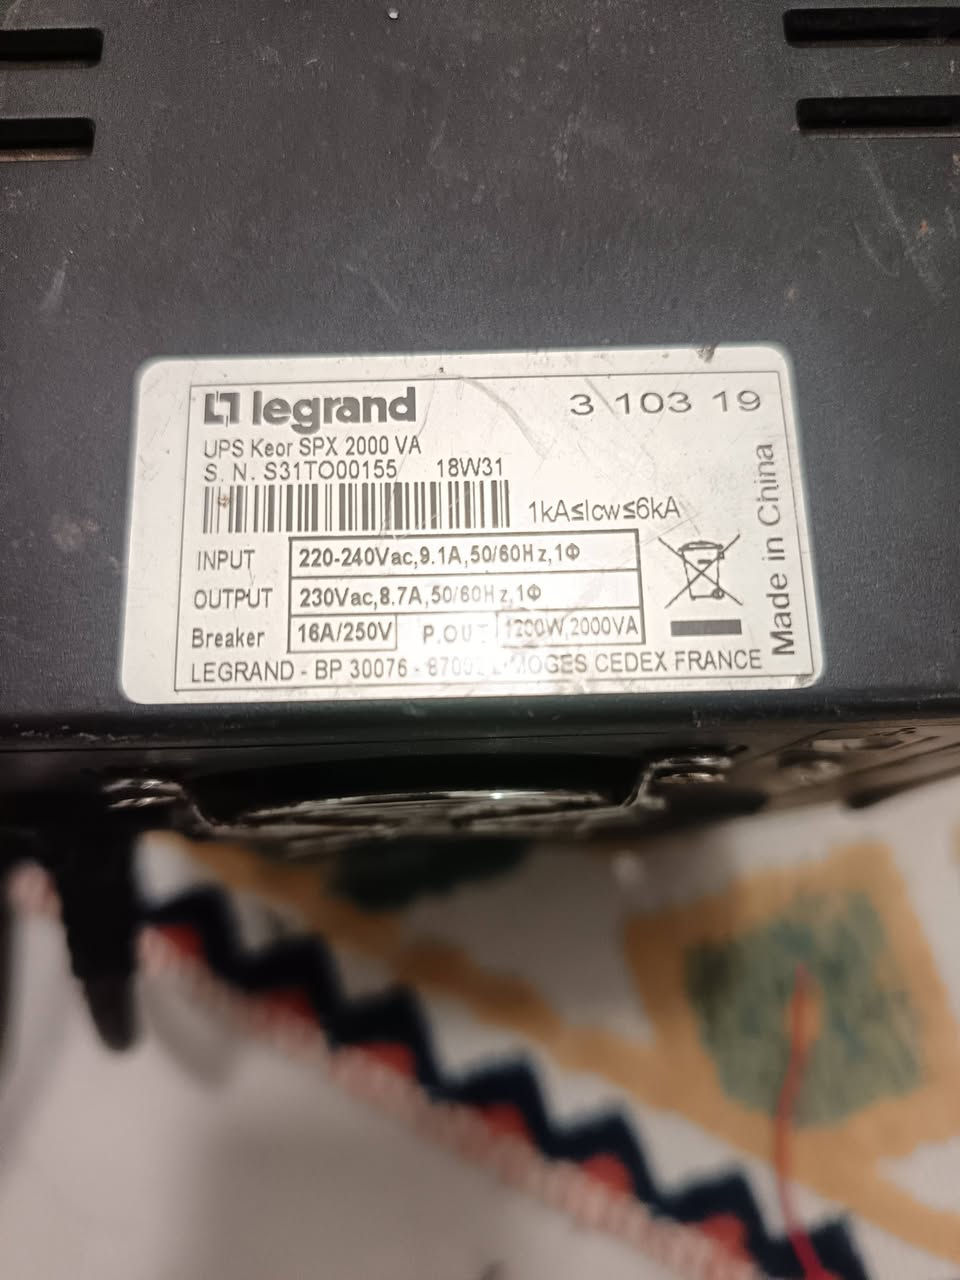 legrand 3 103 19
UPS Keor SPX 2000 VA
S. N. S31TO00155 18W31
1kA≤Icw≤6kA
INPUT 220-240Vac,9.1A,50/60Hz,1Φ
OUTPUT 230Vac,8.7A,50/60Hz,1Φ
Breaker 16A/250V P.OUT 1200W,2000VA
LEGRAND - BP 30076 - LIMOGES CEDEX FRANCE
Made in China